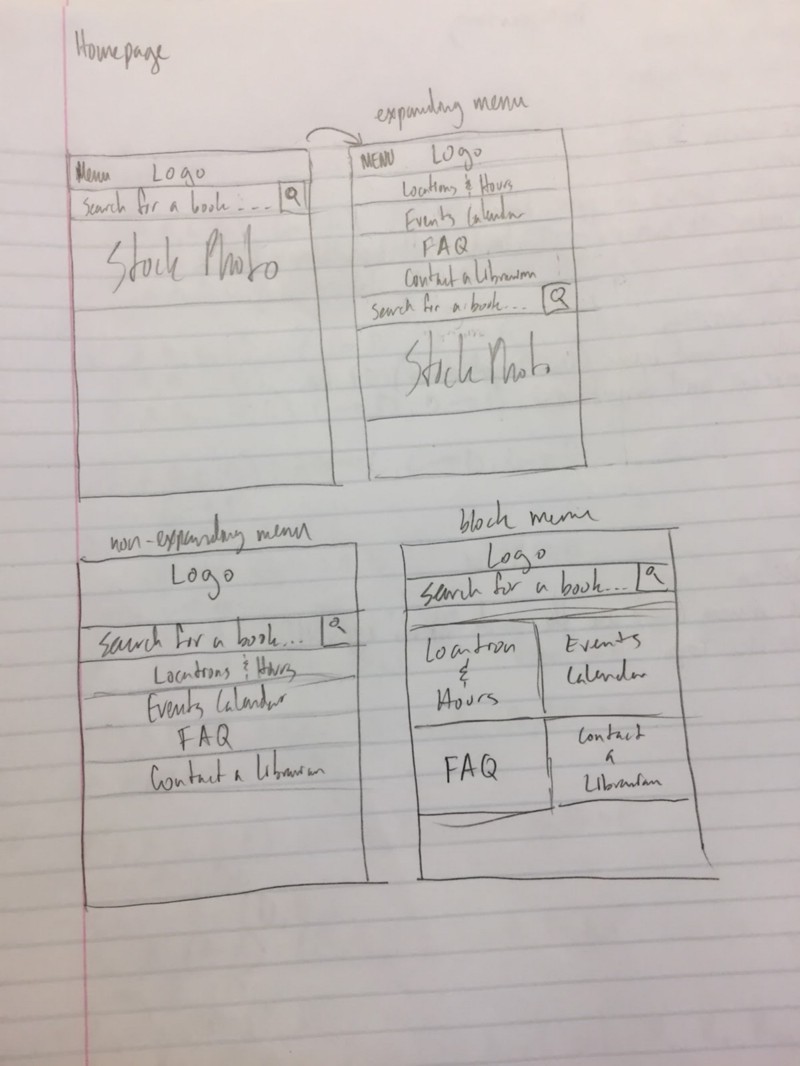 Homepage
expanding menu
Menu Logo
Search for a book ...
Stock Photo
MENU Logo
Locations & Hours
Events Calendar
FAQ
Contact a Librarian
Search for a book...
Stock Photo
non-expanding menu
Logo
Search for a book...
Locations & Hours
Events Calendar
FAQ
Contact a Librarian
block menu
Logo
Search for a book...
Location
&
Hours
Events
Calendar
FAQ
Contact
a
Librarian